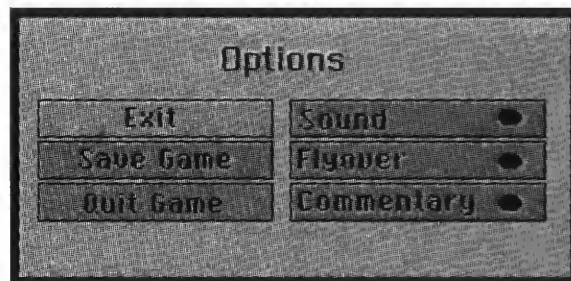 Options
Exit
Sound
Save Game
Flyover
Quit Game
Commentary